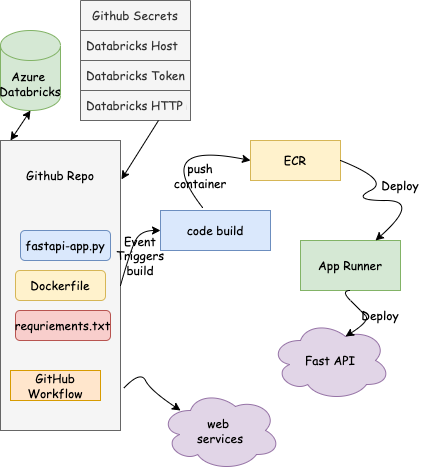 Github Secrets
Databricks Host
Databricks Token
Databricks HTTP
Azure
Databricks
Github Repo
fastapi-app.py
Dockerfile
requriements.txt
GitHub
Workflow
Event
Triggers
build
code build
push
container
ECR
Deploy
App Runner
Deploy
Fast API
web
services